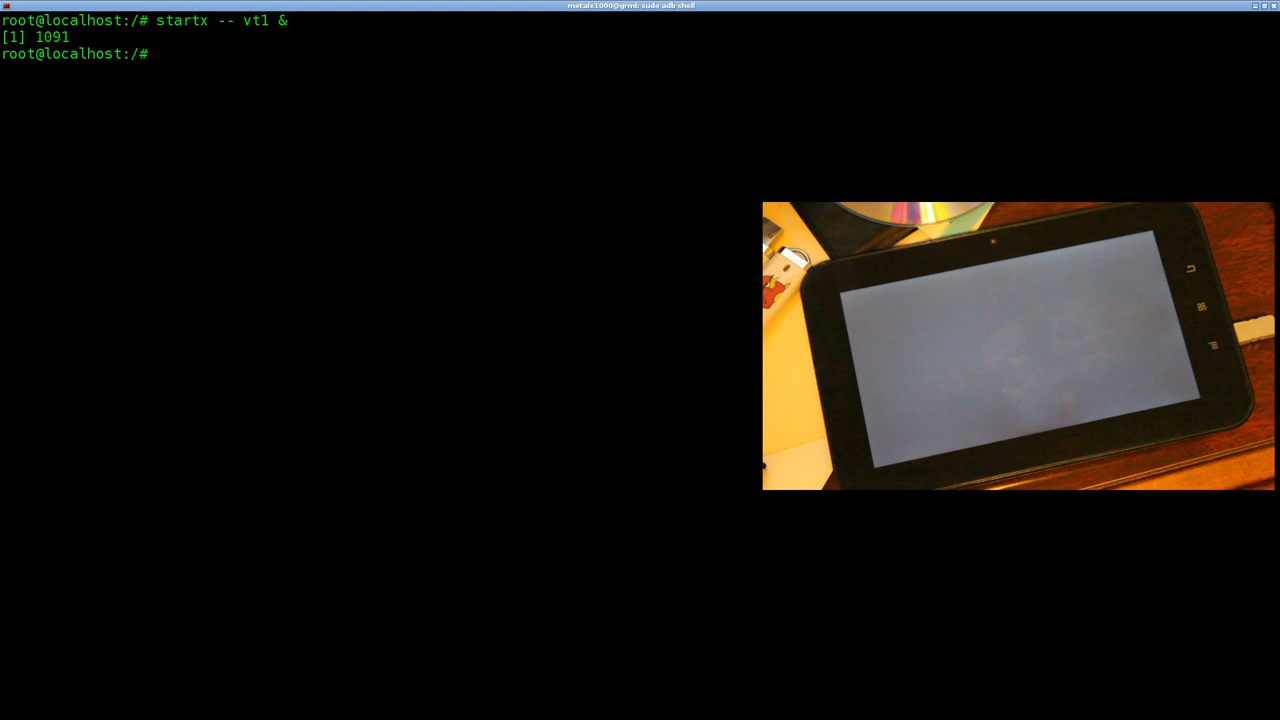 metalx1000@grml: sudo adb shell
root@localhost:/# startx -- vt1 &
[1] 1091
root@localhost:/#